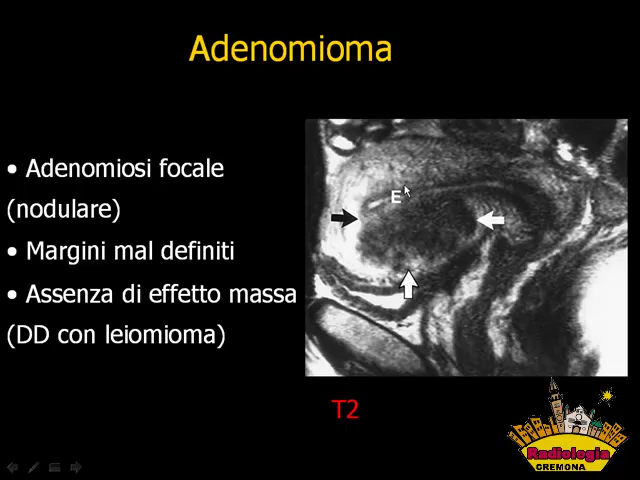 Adenomioma
• Adenomiosi focale
(nodulare)
• Margini mal definiti
• Assenza di effetto massa
(DD con leiomioma)
E
T2
Radiologia
CREMONA